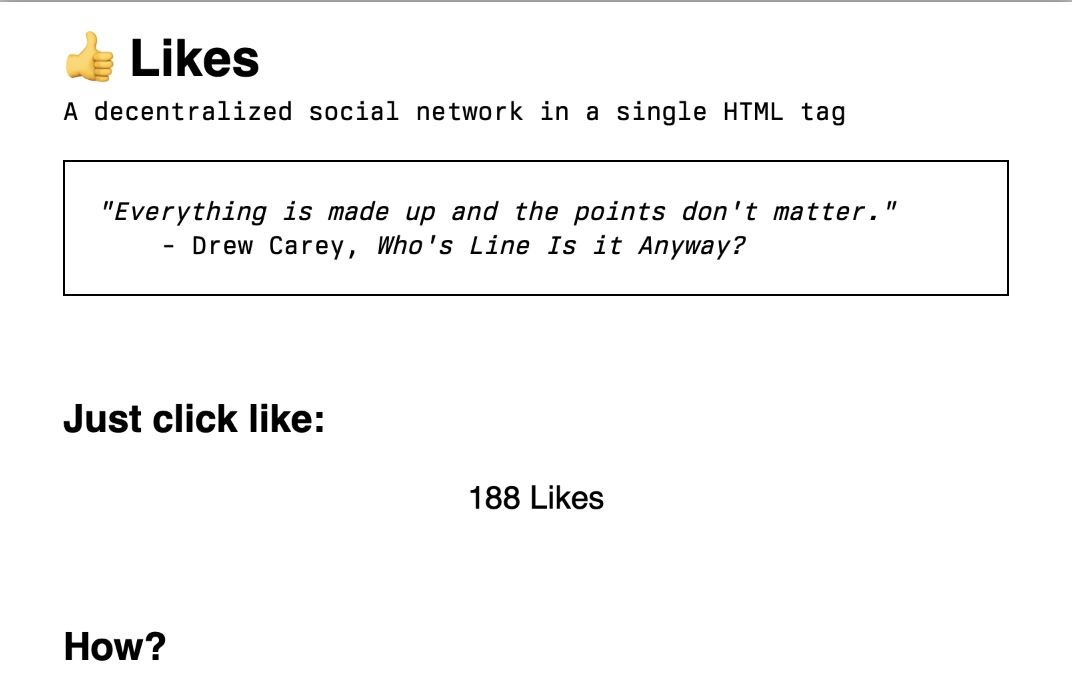 👍 Likes
A decentralized social network in a single HTML tag
"Everything is made up and the points don't matter."
- Drew Carey, Who's Line Is it Anyway?
Just click like:
188 Likes
How?